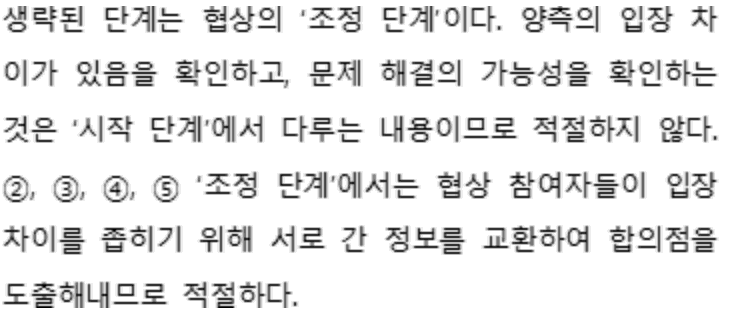 생략된 단계는 협상의 ‘조정 단계’이다. 양측의 입장 차
이가 있음을 확인하고, 문제 해결의 가능성을 확인하는
것은 ‘시작 단계’에서 다루는 내용이므로 적절하지 않다.
②, ③, ④, ⑤ ‘조정 단계’에서는 협상 참여자들이 입장
차이를 좁히기 위해 서로 간 정보를 교환하여 합의점을
도출해내므로 적절하다.